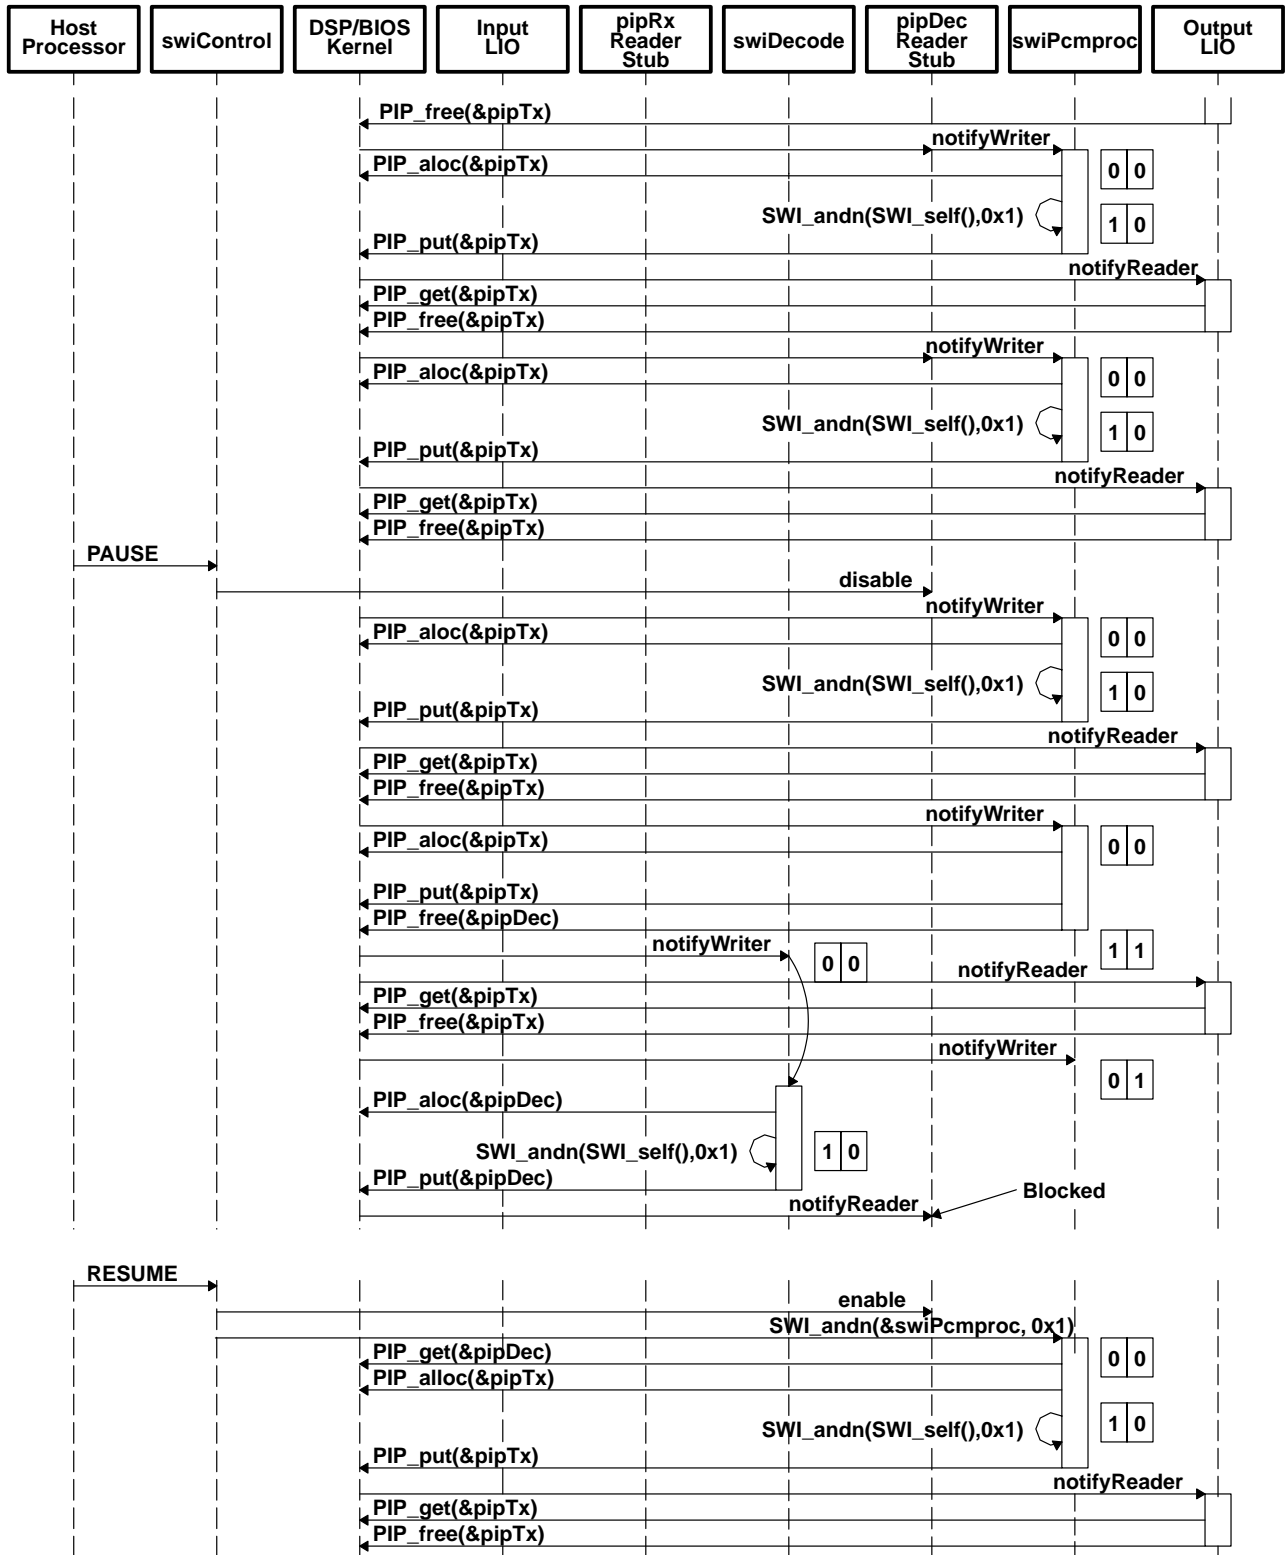 Host
Processor
swiControl
DSP/BIOS
Kernel
Input
LIO
pipRx
Reader
Stub
swiDecode
pipDec
Reader
Stub
swiPcmproc
Output
LIO
PIP_free(&pipTx)
notifyWriter
PIP_aloc(&pipTx)
0 0
SWI_andn(SWI_self(),0x1)
1 0
PIP_put(&pipTx)
notifyReader
PIP_get(&pipTx)
PIP_free(&pipTx)
notifyWriter
PIP_aloc(&pipTx)
0 0
SWI_andn(SWI_self(),0x1)
1 0
PIP_put(&pipTx)
notifyReader
PIP_get(&pipTx)
PIP_free(&pipTx)
PAUSE
disable
notifyWriter
PIP_aloc(&pipTx)
0 0
SWI_andn(SWI_self(),0x1)
1 0
PIP_put(&pipTx)
notifyReader
PIP_get(&pipTx)
PIP_free(&pipTx)
notifyWriter
PIP_aloc(&pipTx)
0 0
PIP_put(&pipTx)
PIP_free(&pipDec)
notifyWriter
0 0
1 1
notifyReader
PIP_get(&pipTx)
PIP_free(&pipTx)
notifyWriter
0 1
PIP_aloc(&pipDec)
SWI_andn(SWI_self(),0x1)
1 0
PIP_put(&pipDec)
Blocked
notifyReader
RESUME
enable
SWI_andn(&swiPcmproc, 0x1)
PIP_get(&pipDec)
0 0
PIP_alloc(&pipTx)
SWI_andn(SWI_self(),0x1)
1 0
PIP_put(&pipTx)
notifyReader
PIP_get(&pipTx)
PIP_free(&pipTx)